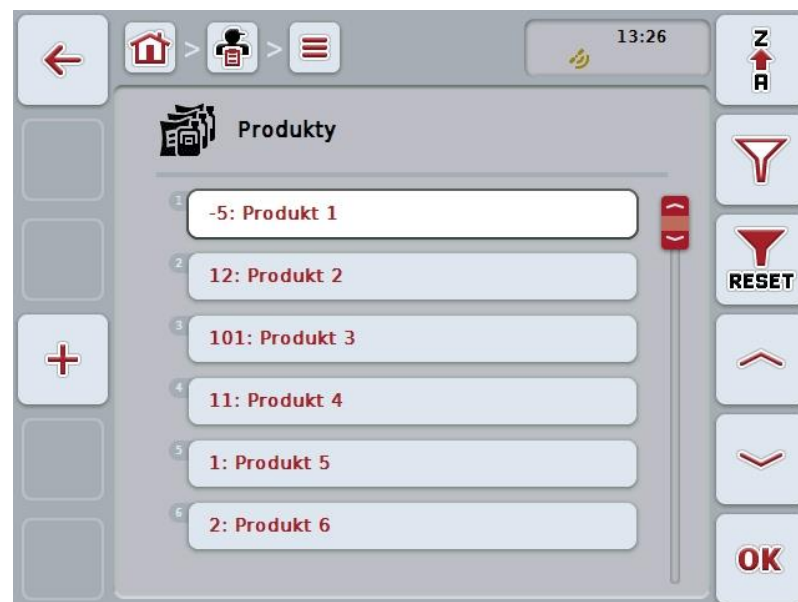 13:26
Z
A
Produkty
1
-5: Produkt 1
2
12: Produkt 2
RESET
3
101: Produkt 3
4
11: Produkt 4
5
1: Produkt 5
6
2: Produkt 6
OK